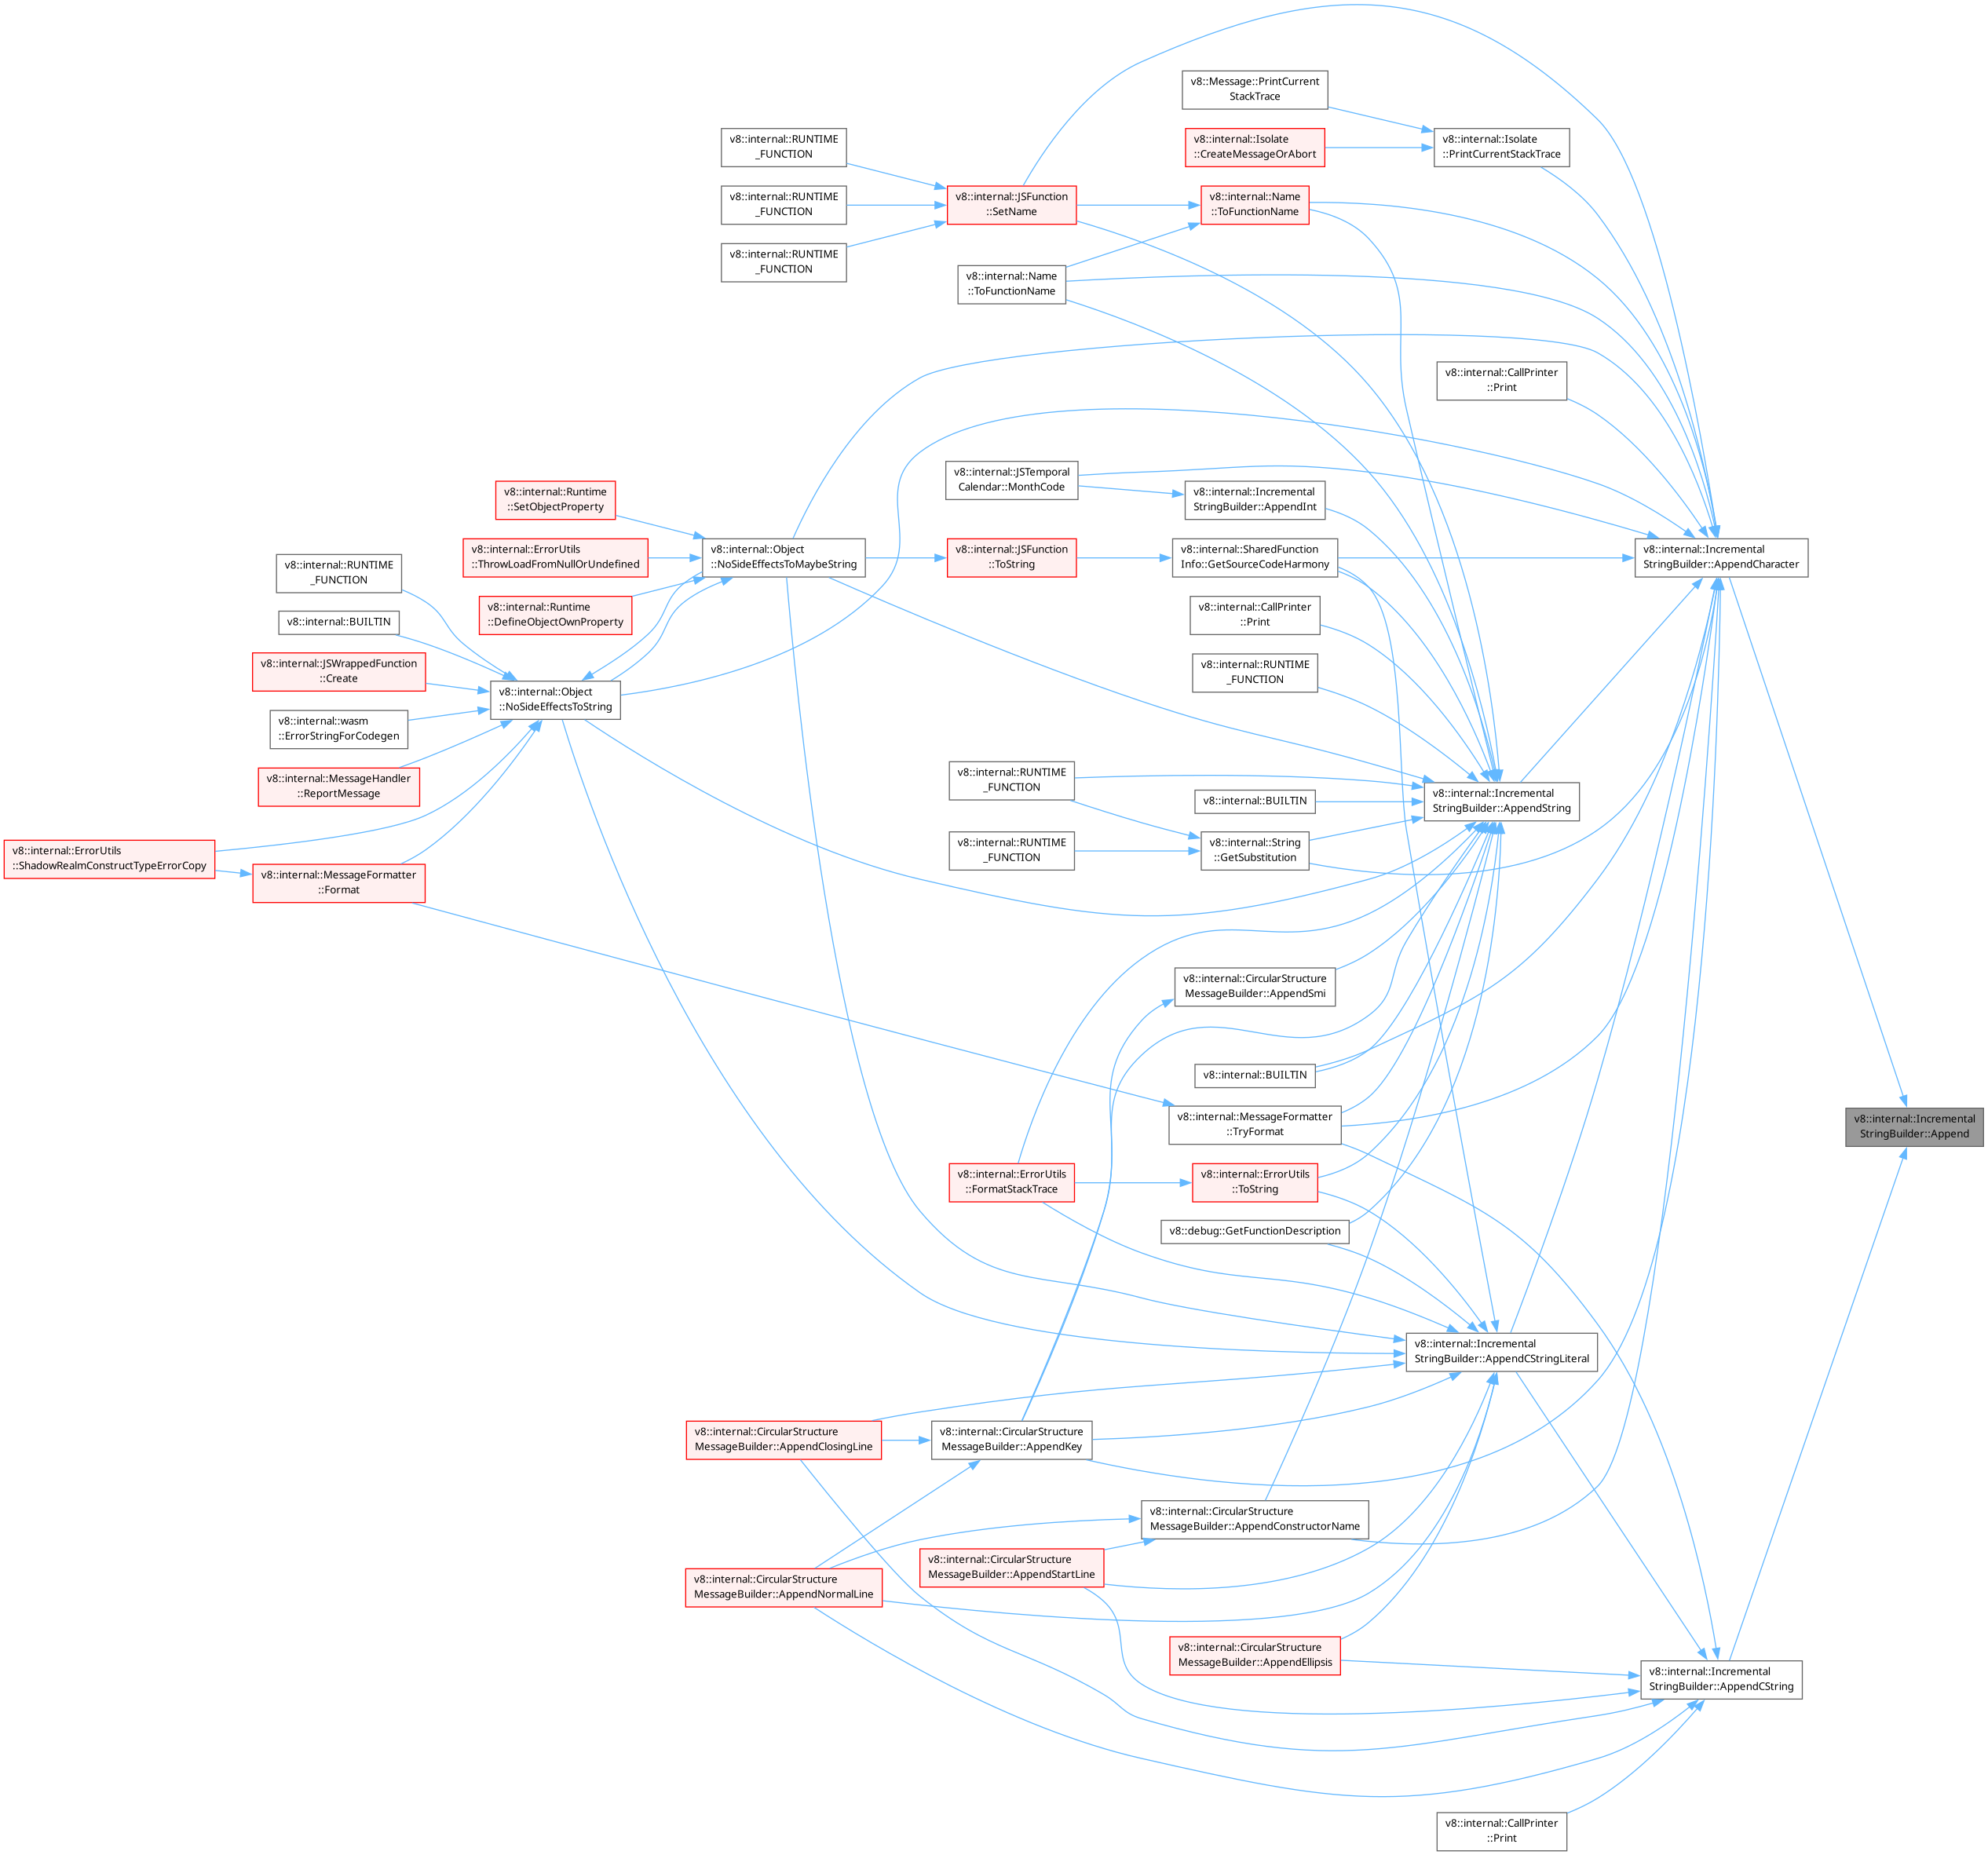 v8::Message::PrintCurrent
StackTrace
v8::internal::RUNTIME
_FUNCTION
v8::internal::Isolate
::CreateMessageOrAbort
v8::internal::Isolate
::PrintCurrentStackTrace
v8::internal::RUNTIME
_FUNCTION
v8::internal::JSFunction
::SetName
v8::internal::Name
::ToFunctionName
v8::internal::RUNTIME
_FUNCTION
v8::internal::Name
::ToFunctionName
v8::internal::CallPrinter
::Print
v8::internal::JSTemporal
Calendar::MonthCode
v8::internal::Incremental
StringBuilder::AppendInt
v8::internal::Runtime
::SetObjectProperty
v8::internal::ErrorUtils
::ThrowLoadFromNullOrUndefined
v8::internal::Object
::NoSideEffectsToMaybeString
v8::internal::JSFunction
::ToString
v8::internal::SharedFunction
Info::GetSourceCodeHarmony
v8::internal::Incremental
StringBuilder::AppendCharacter
v8::internal::RUNTIME
_FUNCTION
v8::internal::Runtime
::DefineObjectOwnProperty
v8::internal::CallPrinter
::Print
v8::internal::BUILTIN
v8::internal::JSWrappedFunction
::Create
v8::internal::RUNTIME
_FUNCTION
v8::internal::Object
::NoSideEffectsToString
v8::internal::wasm
::ErrorStringForCodegen
v8::internal::MessageHandler
::ReportMessage
v8::internal::RUNTIME
_FUNCTION
v8::internal::BUILTIN
v8::internal::Incremental
StringBuilder::AppendString
v8::internal::ErrorUtils
::ShadowRealmConstructTypeErrorCopy
v8::internal::MessageFormatter
::Format
v8::internal::RUNTIME
_FUNCTION
v8::internal::String
::GetSubstitution
v8::internal::CircularStructure
MessageBuilder::AppendSmi
v8::internal::BUILTIN
v8::internal::MessageFormatter
::TryFormat
v8::internal::Incremental
StringBuilder::Append
v8::internal::ErrorUtils
::FormatStackTrace
v8::internal::ErrorUtils
::ToString
v8::debug::GetFunctionDescription
v8::internal::Incremental
StringBuilder::AppendCStringLiteral
v8::internal::CircularStructure
MessageBuilder::AppendClosingLine
v8::internal::CircularStructure
MessageBuilder::AppendKey
v8::internal::CircularStructure
MessageBuilder::AppendConstructorName
v8::internal::CircularStructure
MessageBuilder::AppendStartLine
v8::internal::CircularStructure
MessageBuilder::AppendNormalLine
v8::internal::CircularStructure
MessageBuilder::AppendEllipsis
v8::internal::Incremental
StringBuilder::AppendCString
v8::internal::CallPrinter
::Print